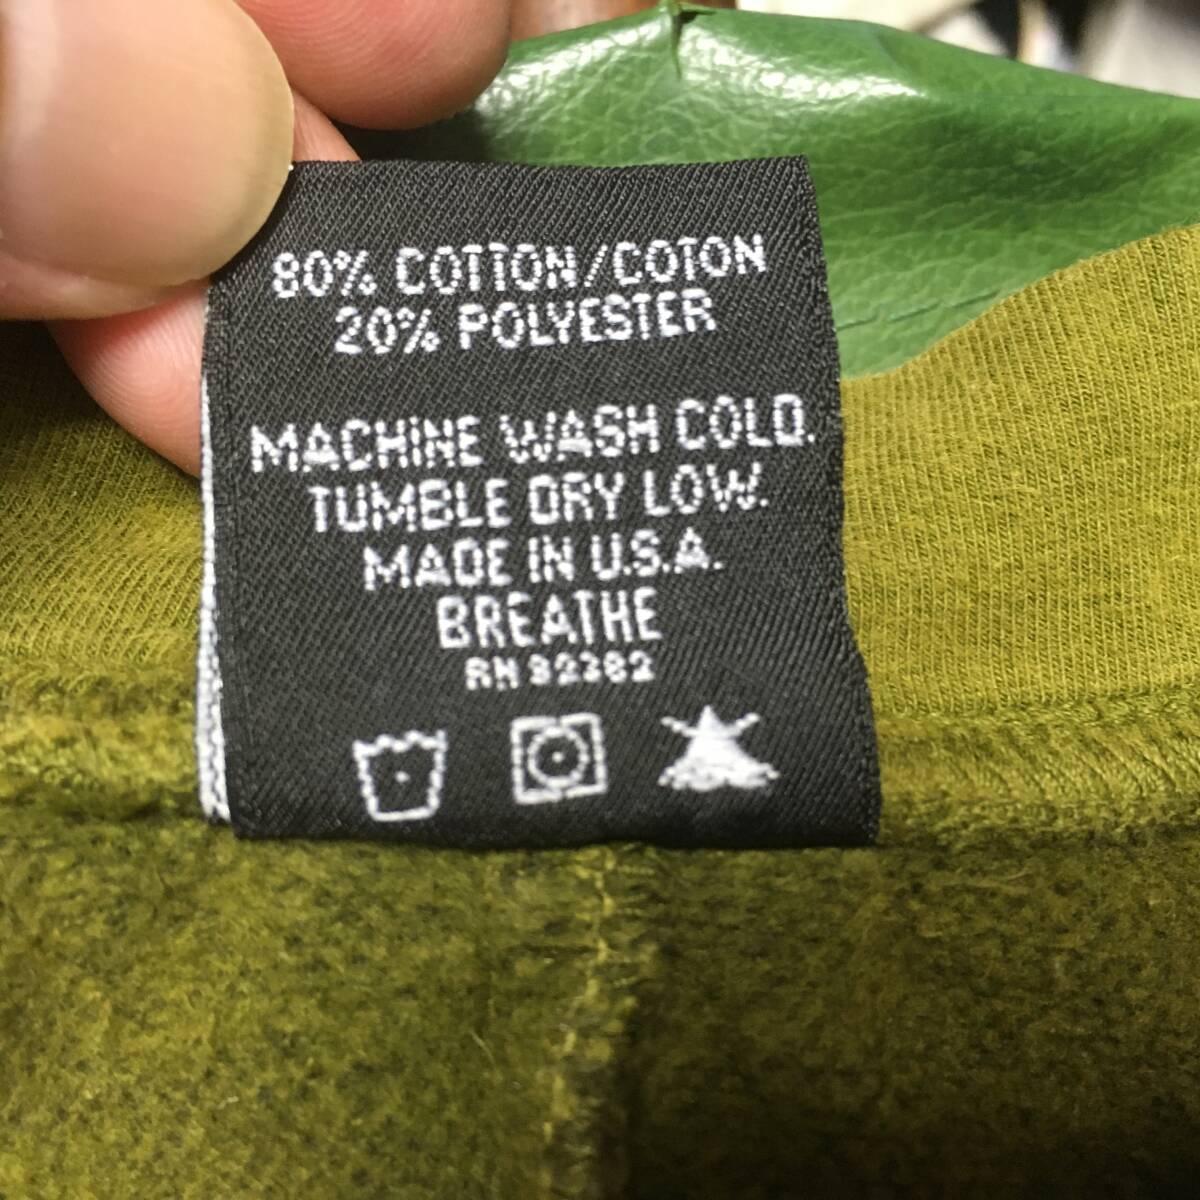 80% COTTON/COTON
20% POLYESTER
MACHINE WASH COLD.
TUMBLE DRY LOW.
MADE IN U.S.A.
BREATHE
RN 92382